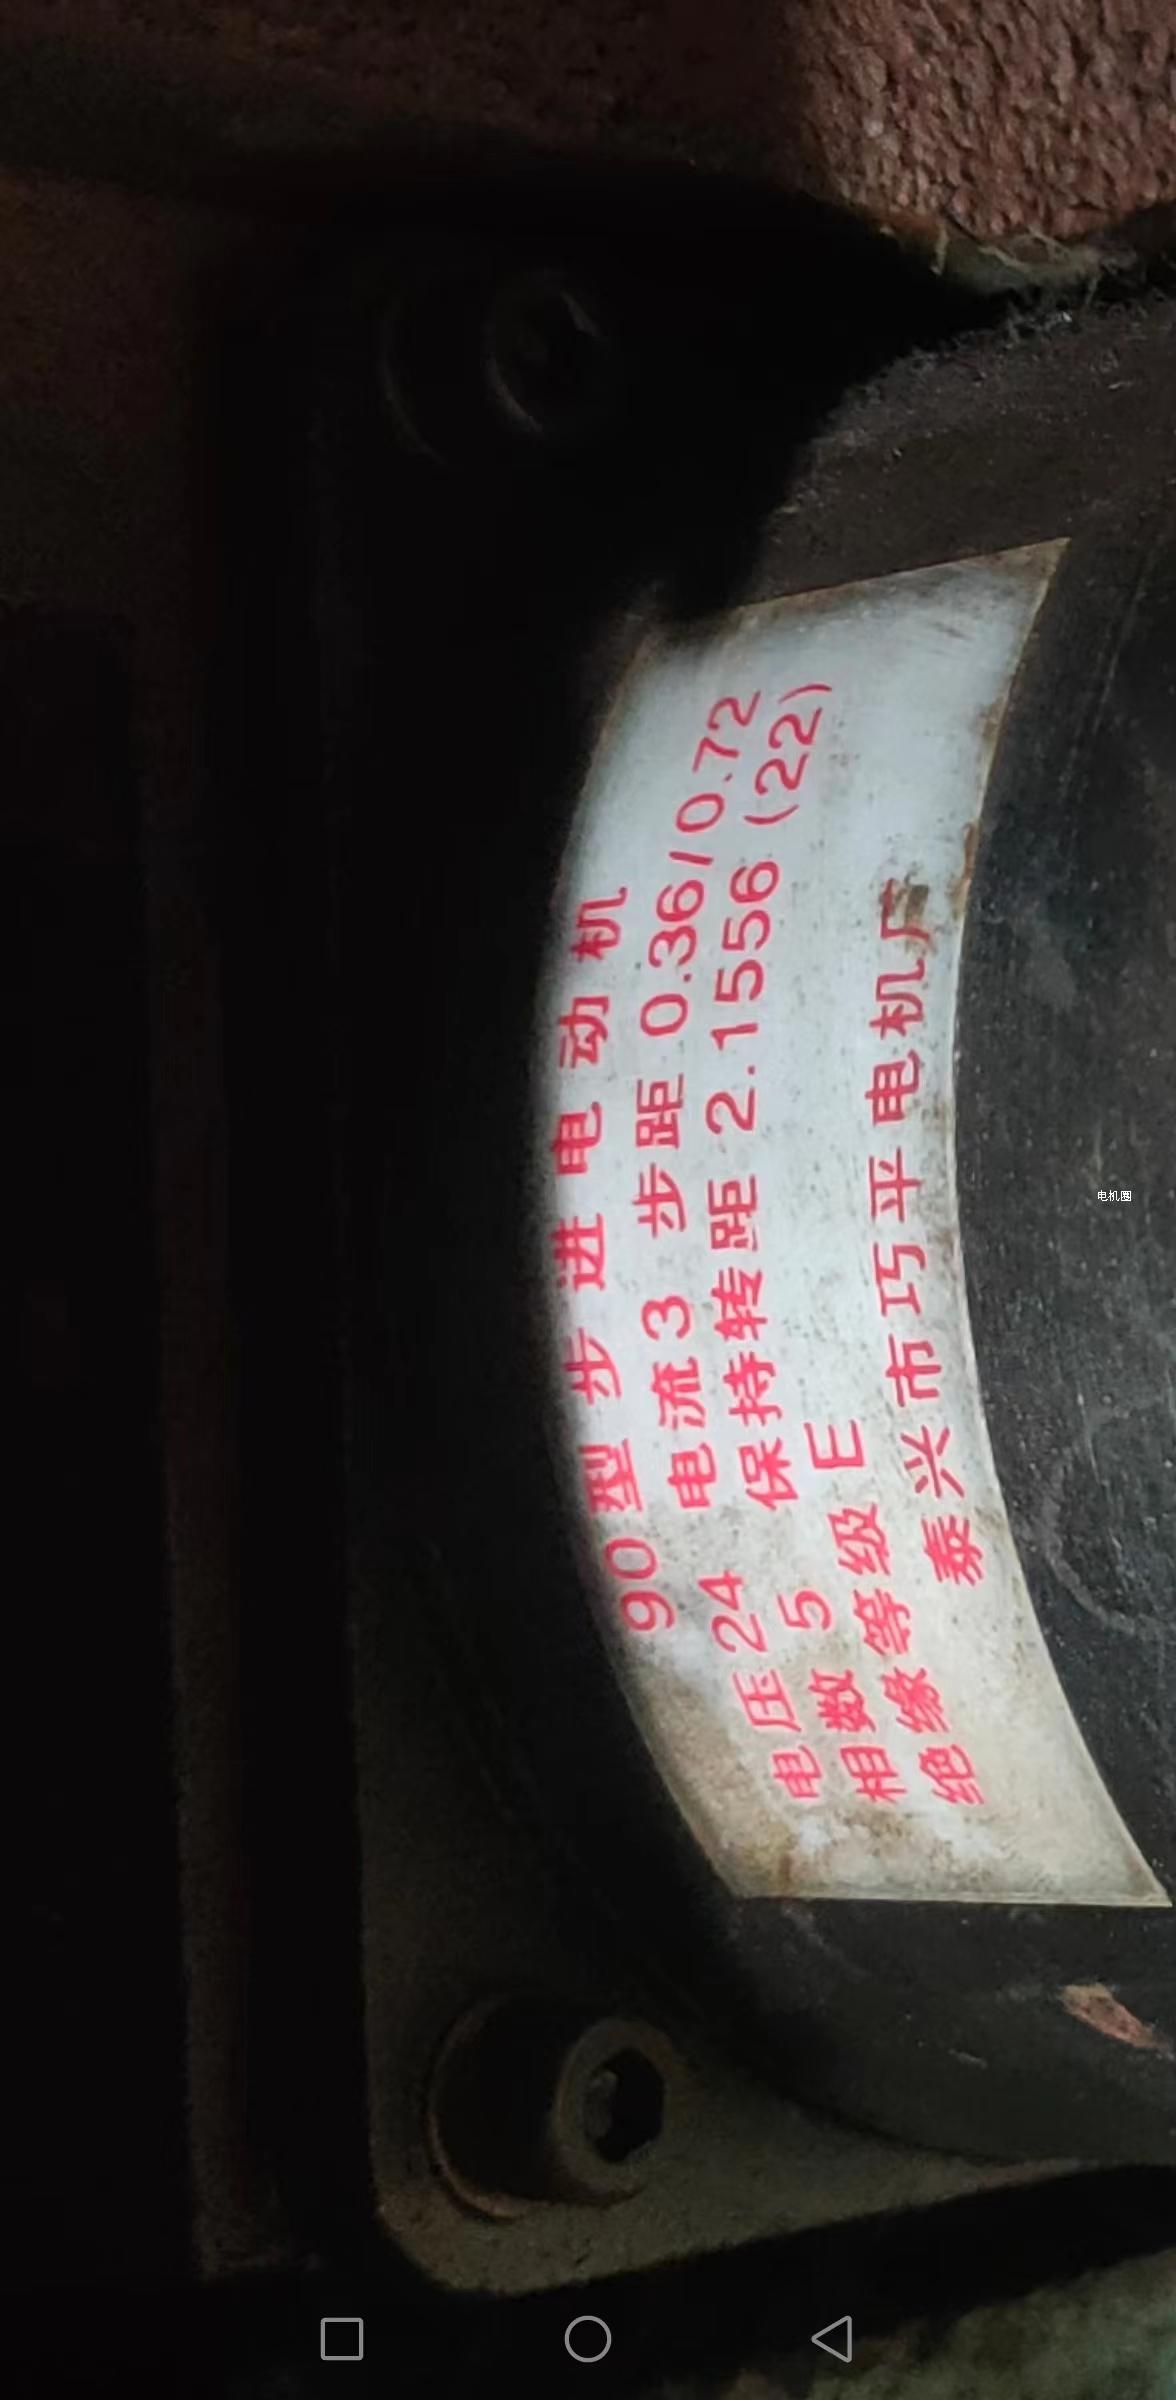 90型步进电动机
电压24 电流3 步距 0.36/0.72
相数 5 保持转距 2.1556 (22)
绝缘等级 E
泰兴市巧平电机厂
电机圈